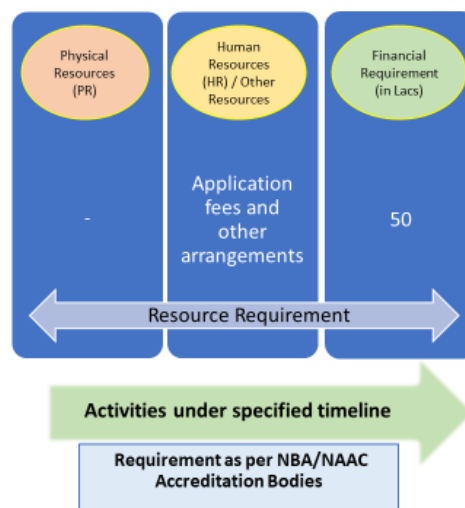 Physical
Resources
(PR)
Human
Resources
(HR) / Other
Resources
Financial
Requirement
(in Lacs)
-
Application
fees and
other
arrangements
50
Resource Requirement
Activities under specified timeline
Requirement as per NBA/NAAC
Accreditation Bodies